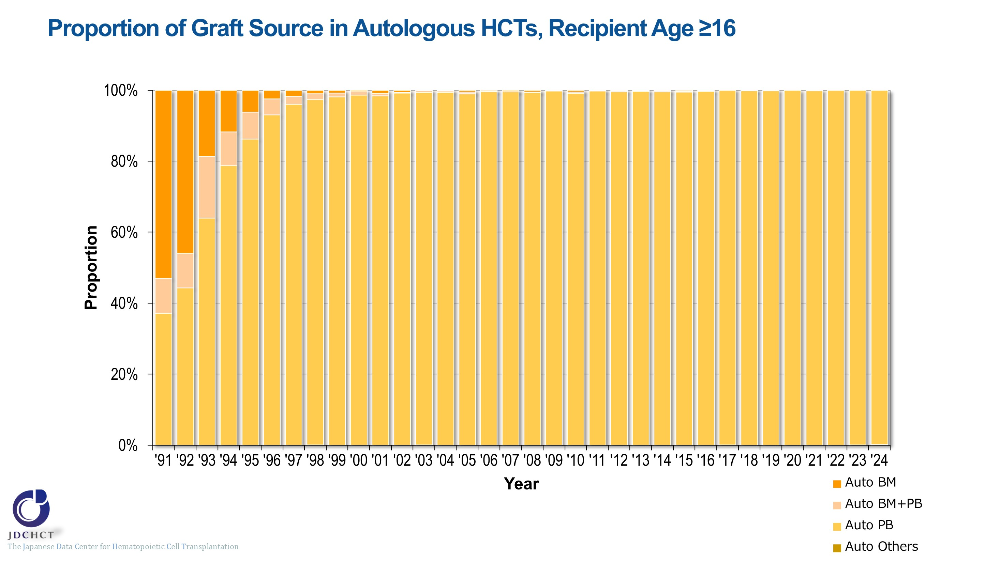 Proportion of Graft Source in Autologous HCTs, Recipient Age ≥16
100%
80%
60%
40%
20%
0%
Proportion
'91 '92 '93 '94 '95 '96 '97 '98 '99 '00 '01 '02 '03 '04 '05 '06 '07 '08 '09 '10 '11 '12 '13 '14 '15 '16 '17 '18 '19 '20 '21 '22 '23 '24
Year
Auto BM
Auto BM+PB
Auto PB
Auto Others
JDCHCT
The Japanese Data Center for Hematopoietic Cell Transplantation